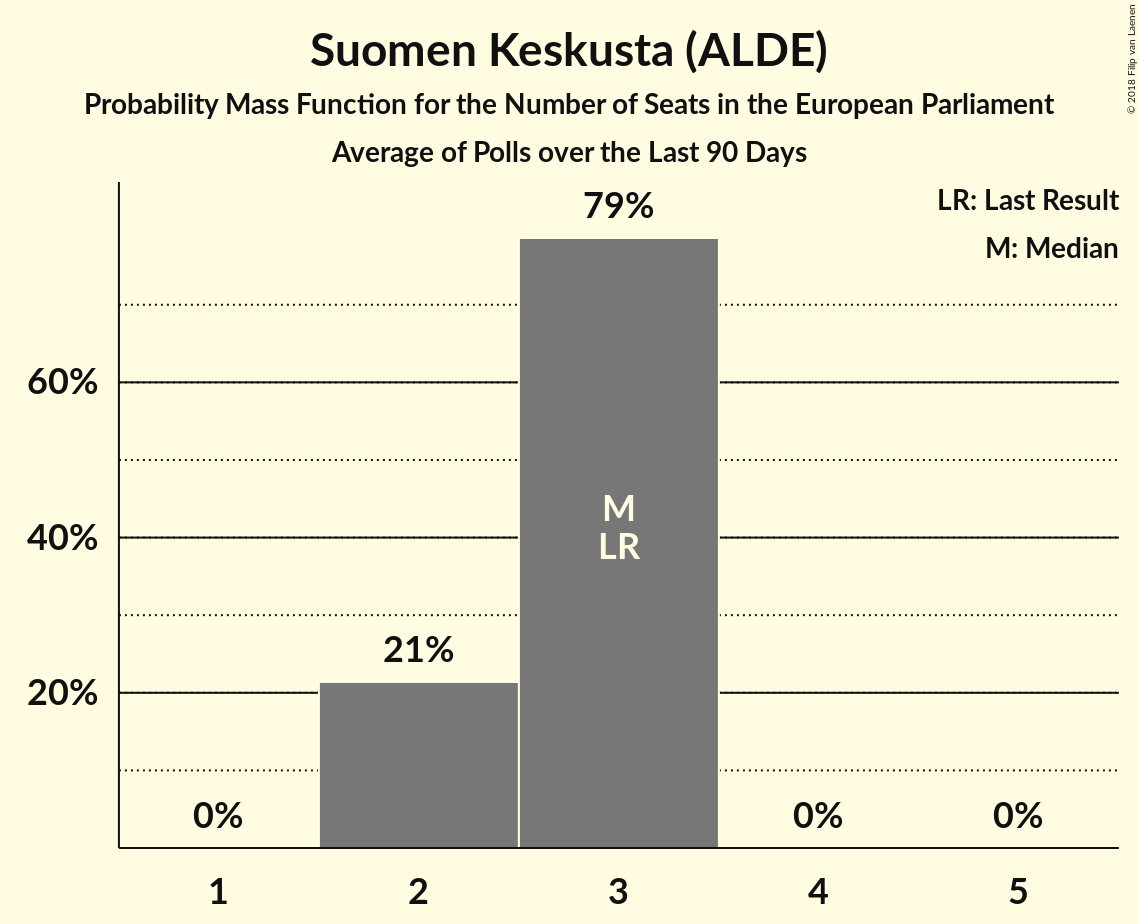 Suomen Keskusta (ALDE)
Probability Mass Function for the Number of Seats in the European Parliament
Average of Polls over the Last 90 Days
© 2018 Filip van Laenen
LR: Last Result
M: Median
79%
60%
M
40%
LR
21%
20%
0%
0%
0%
1
2
3
4
5